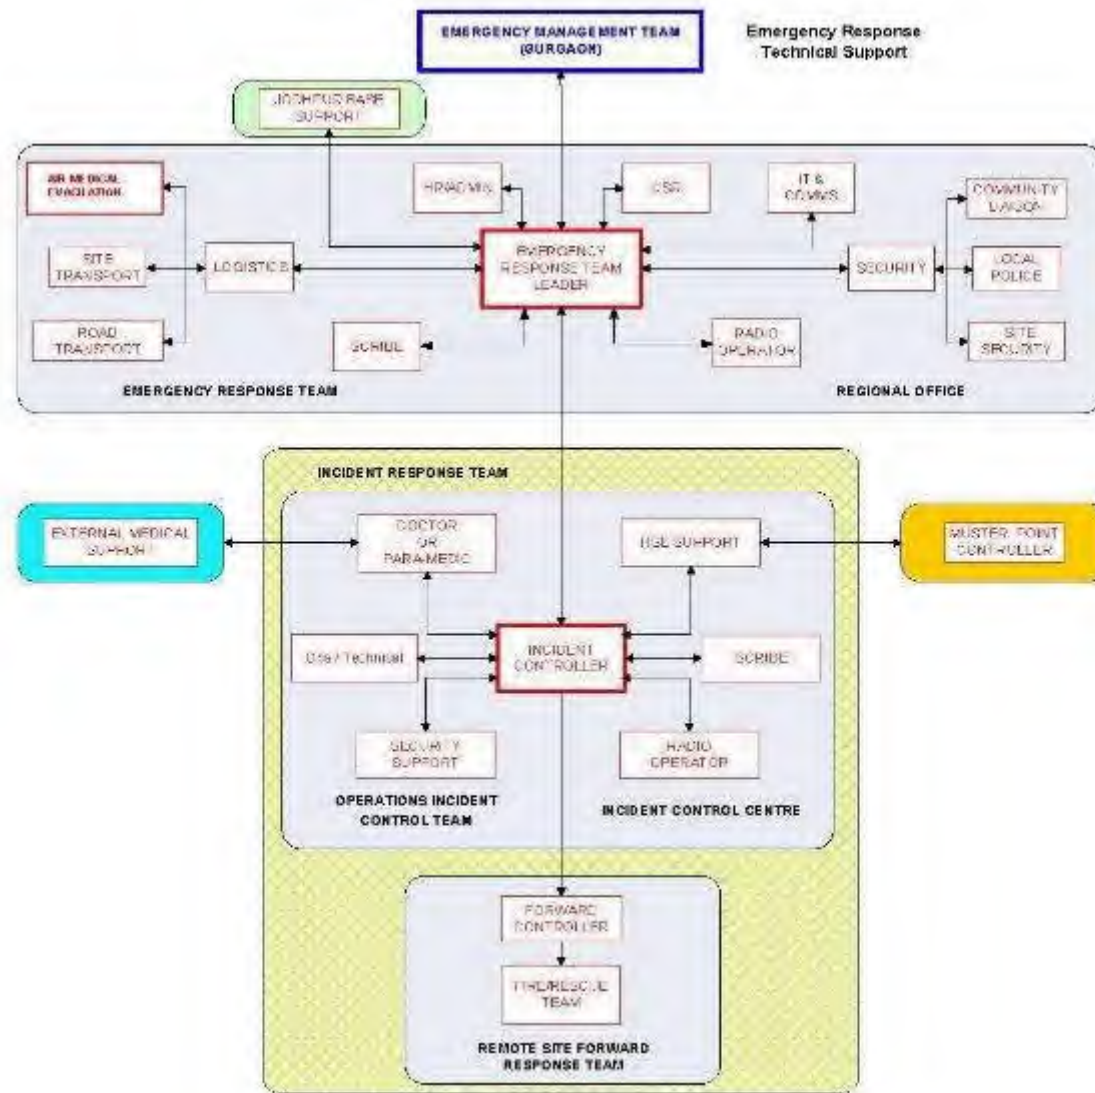 EMERGENCY MANAGEMENT TEAM
(GURGAON)
Emergency Response
Technical Support
JODHPUR BASE
SUPPORT
AIR MEDICAL
EVACUATION
HR/ADMIN
CSR
IT &
COMMS
COMMUNITY
LIAISON
SITE
TRANSPORT
LOGISTICS
EMERGENCY
RESPONSE TEAM
LEADER
SECURITY
LOCAL
POLICE
ROAD
TRANSPORT
SCRIBE
RADIO
OPERATOR
SITE
SECURITY
EMERGENCY RESPONSE TEAM
REGIONAL OFFICE
INCIDENT RESPONSE TEAM
EXTERNAL MEDICAL
SUPPORT
DOCTOR
OR
PARA-MEDIC
HSE SUPPORT
MUSTER POINT
CONTROLLER
Ops / Technical
INCIDENT
CONTROLLER
SCRIBE
SECURITY
SUPPORT
RADIO
OPERATOR
OPERATIONS INCIDENT
CONTROL TEAM
INCIDENT CONTROL CENTRE
FORWARD
CONTROLLER
FIRE/RESCUE
TEAM
REMOTE SITE FORWARD
RESPONSE TEAM